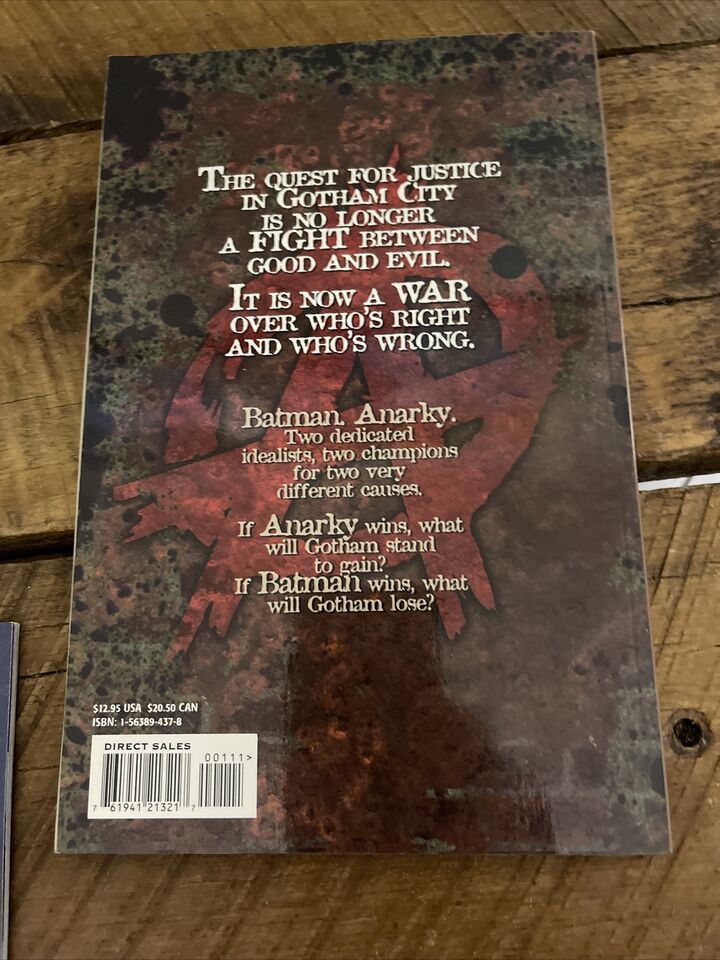 THE QUEST FOR JUSTICE
IN GOTHAM CITY
IS NO LONGER
A FIGHT BETWEEN
GOOD AND EVIL.
IT IS NOW A WAR
OVER WHO'S RIGHT
AND WHO'S WRONG.
Batman. Anarky.
Two dedicated
idealists, two champions
for two very
different causes.
If Anarky wins, what
will Gotham stand
to gain?
If Batman wins, what
will Gotham lose?
$12.95 USA $20.50 CAN
ISBN: 1-56389-437-8
DIRECT SALES
00111>
7 61941 21321 7